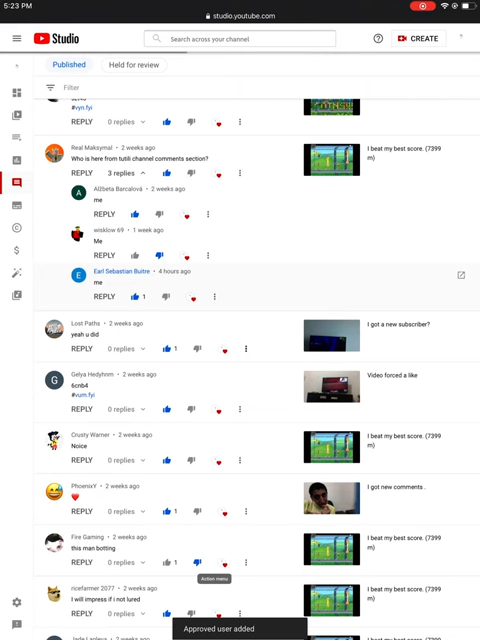 5:23 PM
studio.youtube.com
Studio
Search across your channel
CREATE
Published
Held for review
Filter
#vyn.fyi
REPLY 0 replies
Real Maksymal • 2 weeks ago
Who is here from tutili channel comments section?
REPLY 3 replies
I beat my best score. (7399
m)
A
Alžbeta Barcalová • 2 weeks ago
me
REPLY
wisklow 69 • 1 week ago
Me
REPLY
E
Earl Sebastian Buitre • 4 hours ago
me
REPLY 1
Lost Paths • 2 weeks ago
yeah u did
REPLY 0 replies 1
I got a new subscriber?
G
Gelya Hedyhnm • 2 weeks ago
6cnb4
#vum.fyi
REPLY 0 replies
Video forced a like
Crusty Warner • 2 weeks ago
Noice
REPLY 0 replies
I beat my best score. (7399
m)
PhoenixY • 2 weeks ago
❤️
REPLY 0 replies 1
I got new comments .
Fire Gaming • 2 weeks ago
this man botting
REPLY 0 replies 1
I beat my best score. (7399
m)
Action menu
ricefarmer 2077 • 2 weeks ago
I will impress if i not lured
REPLY 0 replies
I beat my best score. (7399
m)
Approved user added